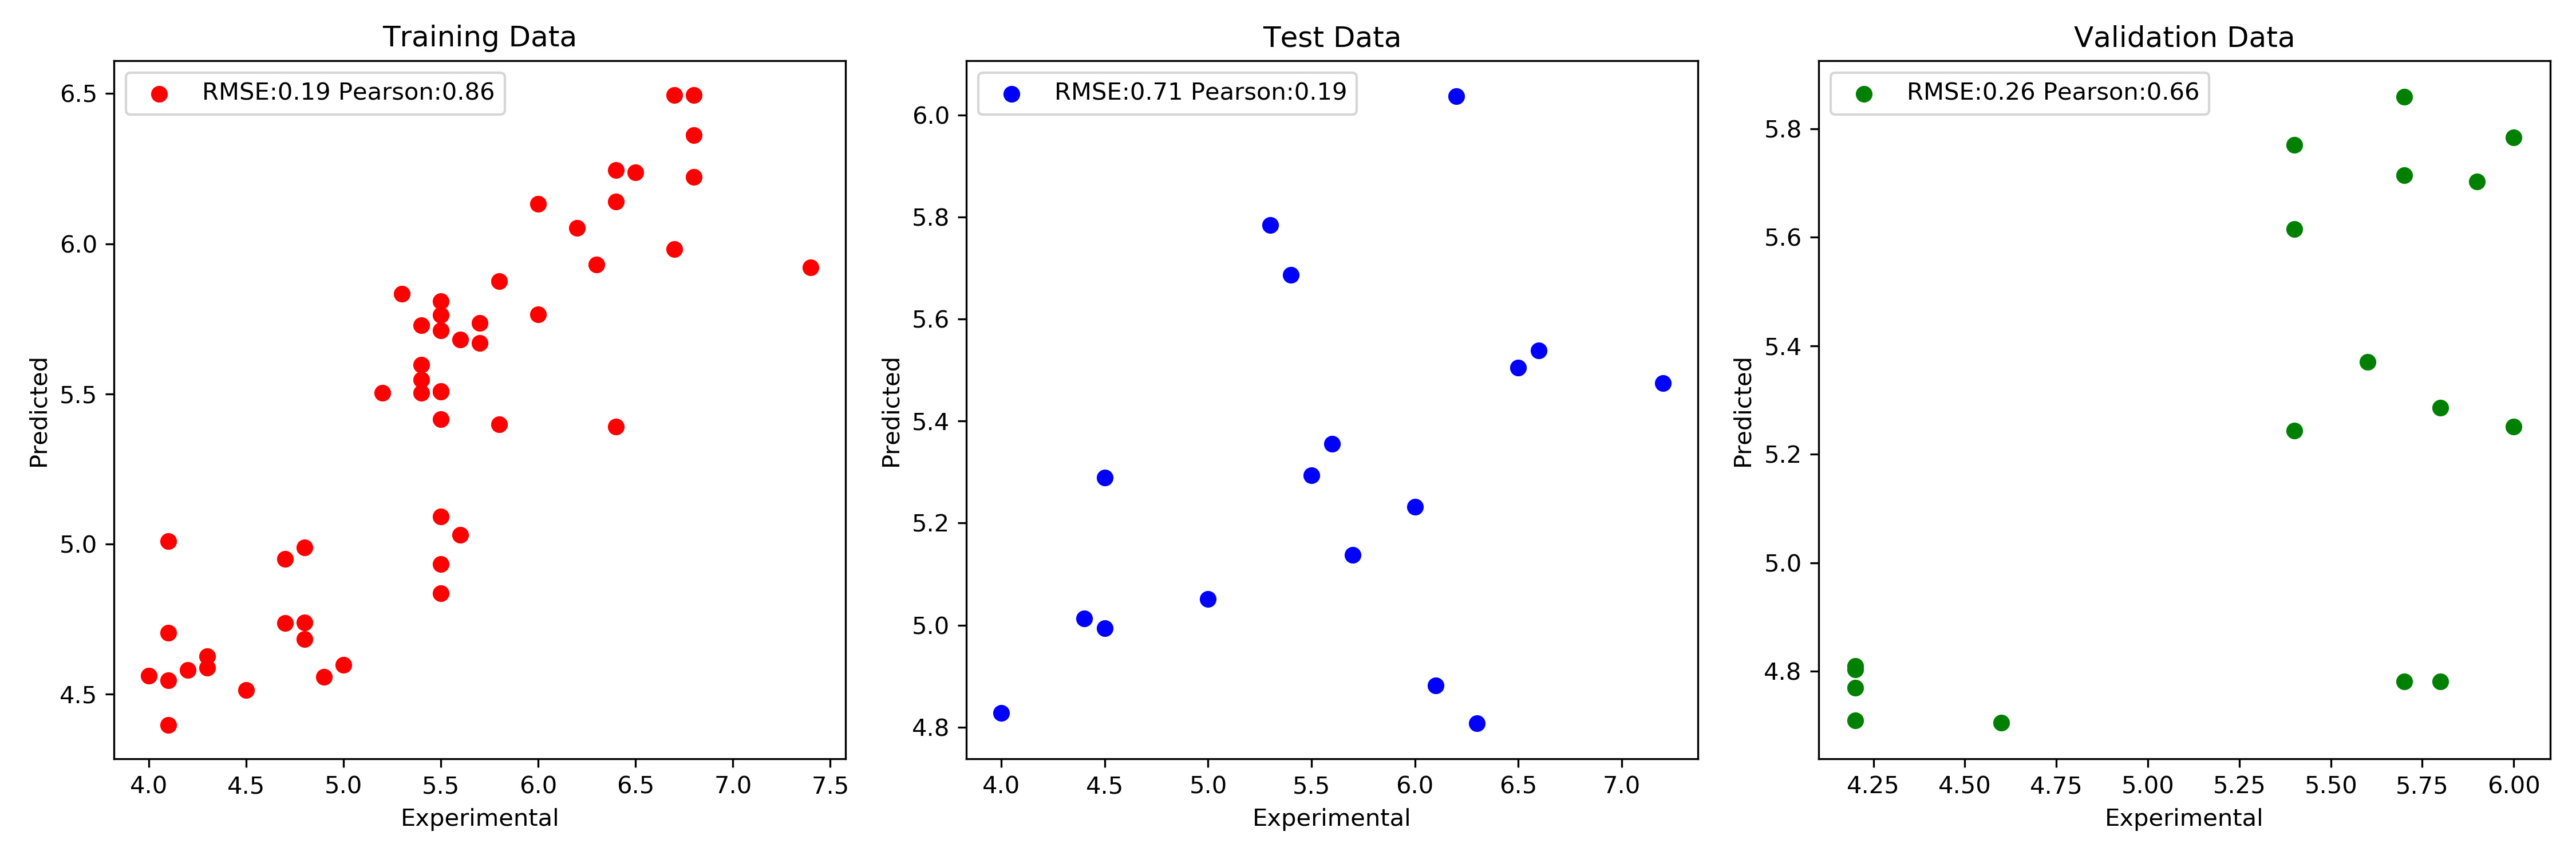 Training Data
RMSE:0.19 Pearson:0.86
6.5
6.0
5.5
5.0
4.5
Predicted
4.0 4.5 5.0 5.5 6.0 6.5 7.0 7.5
Experimental
Test Data
RMSE:0.71 Pearson:0.19
6.0
5.8
5.6
5.4
5.2
5.0
4.8
Predicted
4.0 4.5 5.0 5.5 6.0 6.5 7.0
Experimental
Validation Data
RMSE:0.26 Pearson:0.66
5.8
5.6
5.4
5.2
5.0
4.8
Predicted
4.25 4.50 4.75 5.00 5.25 5.50 5.75 6.00
Experimental